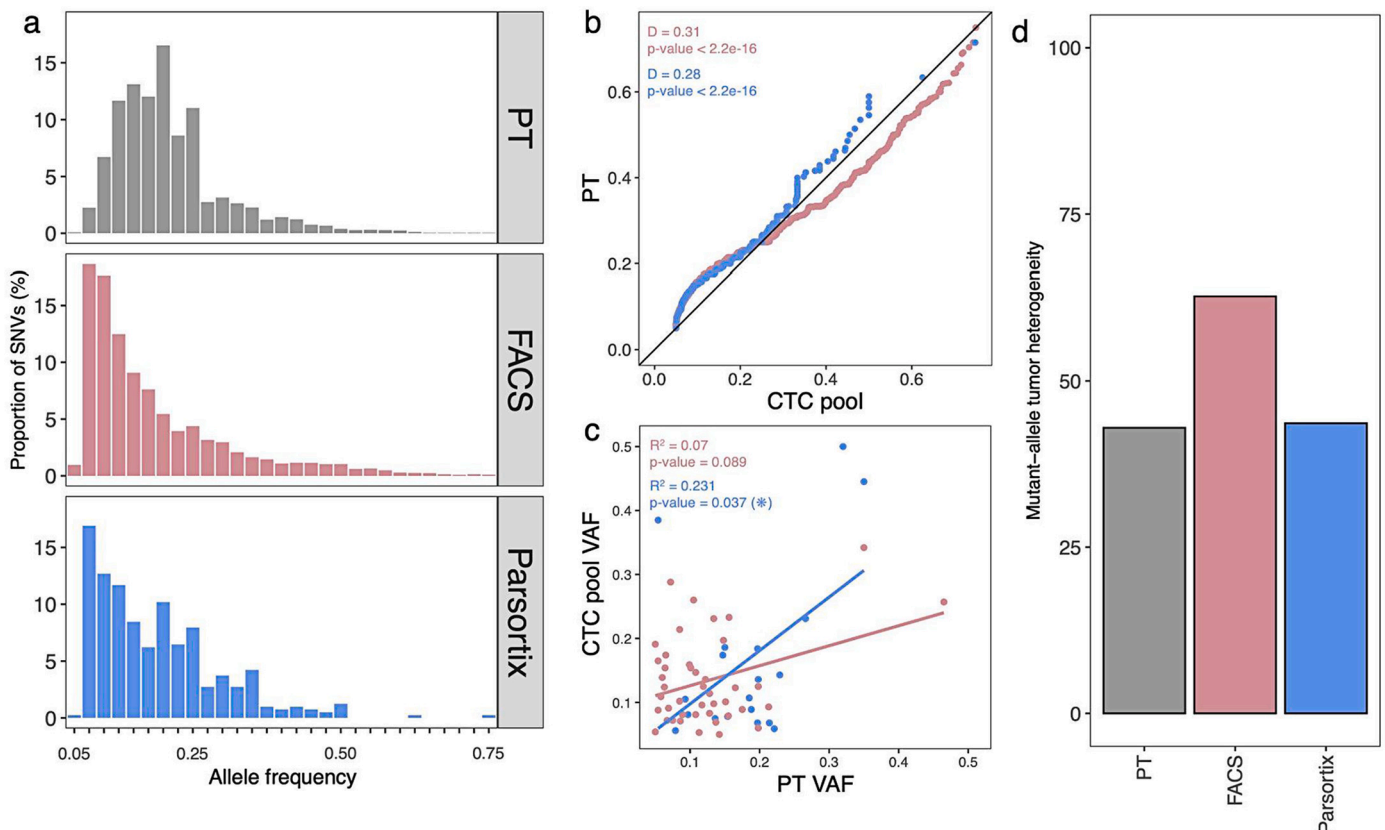 a
Proportion of SNVs (%)
15
10
5
0
PT
15
10
5
0
FACS
15
10
5
0
Parsortix
0.05
0.25
0.50
0.75
Allele frequency
b
D = 0.31
p-value < 2.2e-16
D = 0.28
p-value < 2.2e-16
PT
0.6
0.4
0.2
0.0
0.0
0.2
0.4
0.6
CTC pool
c
R² = 0.07
p-value = 0.089
R² = 0.231
p-value = 0.037 (∗)
CTC pool VAF
0.5
0.4
0.3
0.2
0.1
0.1
0.2
0.3
0.4
0.5
PT VAF
d
Mutant-allele tumor heterogeneity
100
75
50
25
0
PT
FACS
Parsortix